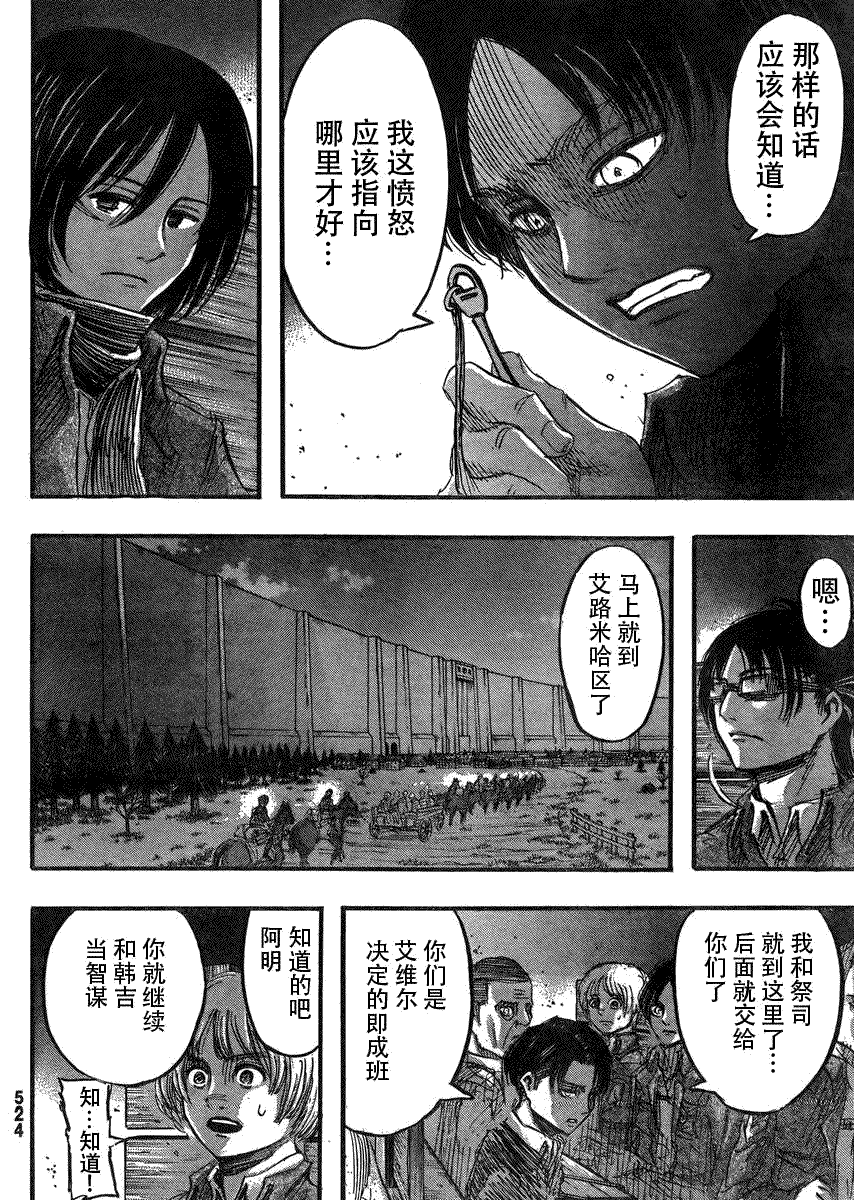 那样的话
应该会知道…
我这愤怒
应该指向
哪里才好…
嗯…
马上就到
艾路米哈区了
我和祭司
就到这里了…
后面就交给
你们了
你们是
艾维尔
决定的即成班
知道的吧
阿明
你就继续
和韩吉
当智谋
知…知道！
524